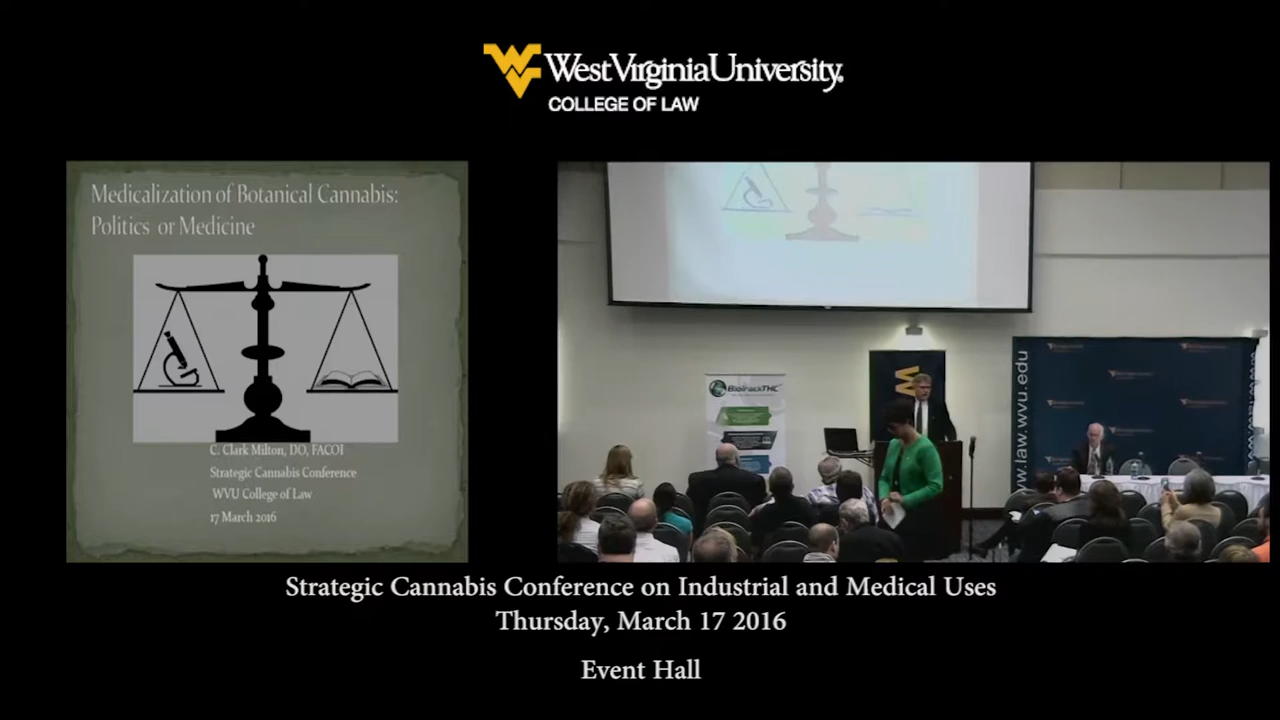 WestVirginiaUniversity.
COLLEGE OF LAW
Medicalization of Botanical Cannabis:
Politics or Medicine
C. Clark Milton, DO, FACOI
Strategic Cannabis Conference
WVU College of Law
17 March 2016
BioTrackTHC
www.law.wvu.edu
Strategic Cannabis Conference on Industrial and Medical Uses
Thursday, March 17 2016
Event Hall